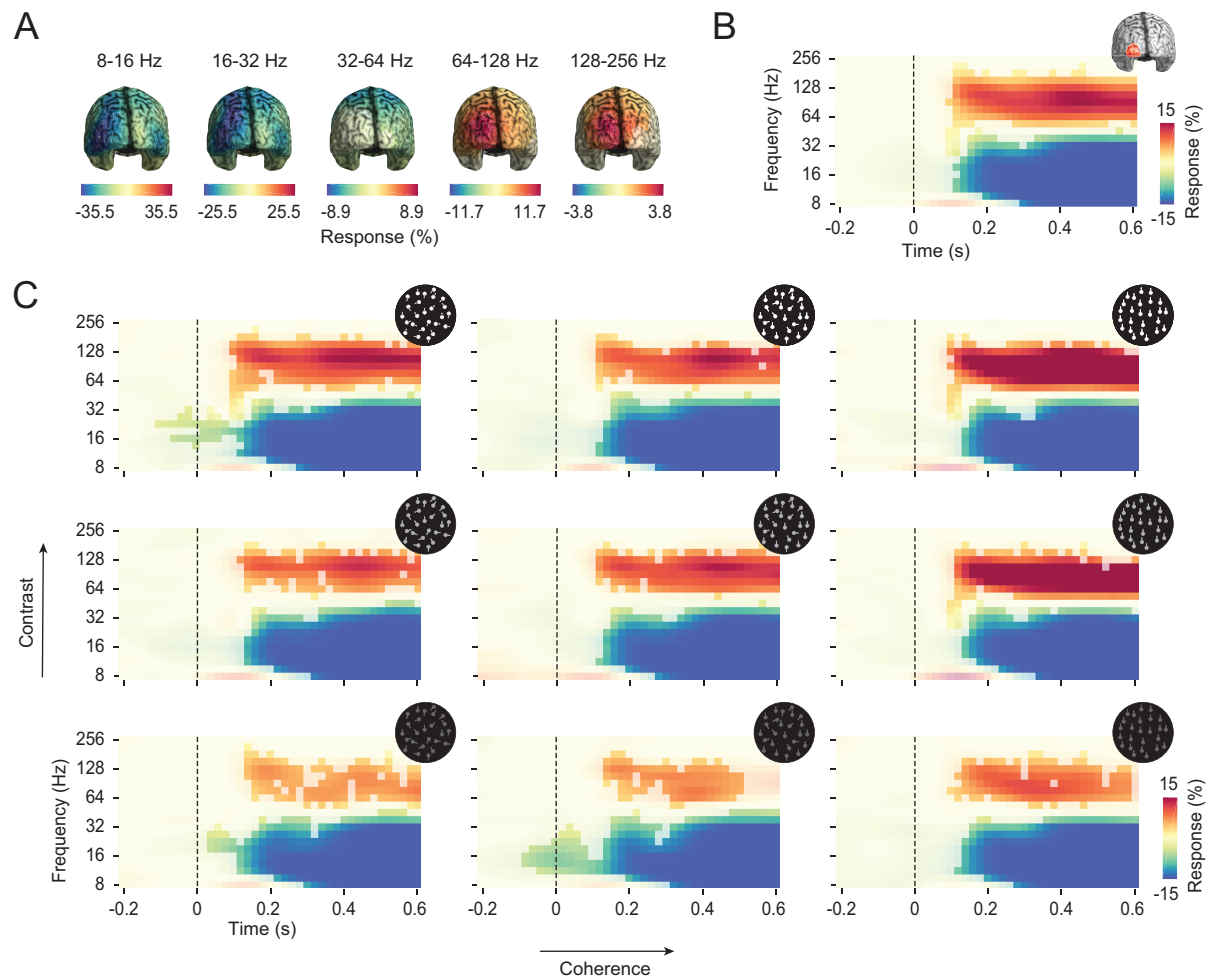 A
8-16 Hz 16-32 Hz 32-64 Hz 64-128 Hz 128-256 Hz
-35.5 35.5 -25.5 25.5 -8.9 8.9 -11.7 11.7 -3.8 3.8
Response (%)
B
256
128
64
32
16
8
Frequency (Hz)
-0.2 0 0.2 0.4 0.6
Time (s)
15
-15
Response (%)
C
256
128
64
32
16
8
256
128
64
32
16
8
Contrast
256
128
64
32
16
8
Frequency (Hz)
-0.2 0 0.2 0.4 0.6 -0.2 0 0.2 0.4 0.6 -0.2 0 0.2 0.4 0.6
Time (s)
15
-15
Response (%)
Coherence